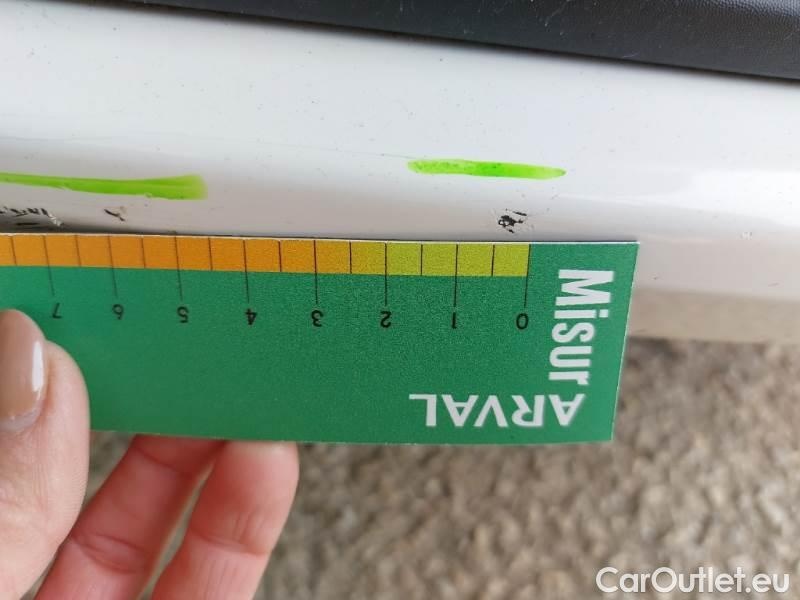 Misur
ARVAL
7 6 5 4 3 2 1 0
CarOutlet.eu